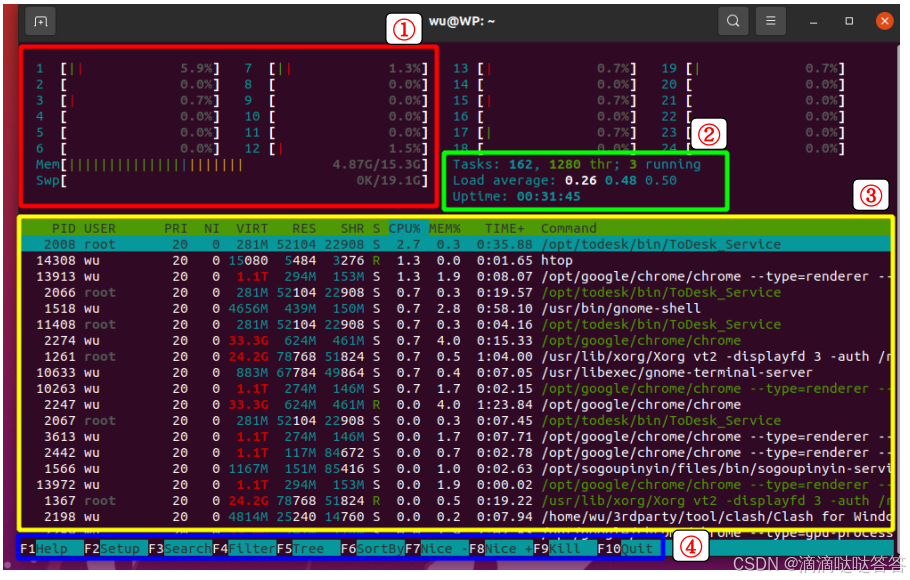 wu@WP: ~
①
1 [|| 5.9%] 7 [|| 1.3%] 13 [| 0.7%] 19 [| 0.7%]
2 [ 0.0%] 8 [ 0.0%] 14 [ 0.0%] 20 [ 0.0%]
3 [| 0.7%] 9 [ 0.0%] 15 [| 0.7%] 21 [ 0.0%]
4 [ 0.0%] 10 [ 0.0%] 16 [ 0.0%] 22 [ 0.0%]
5 [ 0.0%] 11 [ 0.0%] 17 [| 0.7%] 23 [ 0.0%]
6 [ 0.0%] 12 [| 1.5%] 18 [ 0.0%] 24 [ 0.0%]
②
Mem[||||||||||||||||||||||| 4.87G/15.3G] Tasks: 162, 1280 thr; 3 running
Swp[ 0K/19.1G] Load average: 0.26 0.48 0.50
Uptime: 00:31:45
③
PID USER PRI NI VIRT RES SHR S CPU% MEM% TIME+ Command
2008 root 20 0 281M 52104 22908 S 2.7 0.3 0:35.88 /opt/todesk/bin/ToDesk_Service
14308 wu 20 0 15080 5484 3276 R 1.3 0.0 0:01.65 htop
13913 wu 20 0 1.1T 294M 153M S 1.3 1.9 0:08.07 /opt/google/chrome/chrome --type=renderer --
2066 root 20 0 281M 52104 22908 S 0.7 0.3 0:19.57 /opt/todesk/bin/ToDesk_Service
1518 wu 20 0 4656M 439M 150M S 0.7 2.8 0:58.10 /usr/bin/gnome-shell
11408 root 20 0 281M 52104 22908 S 0.7 0.3 0:04.16 /opt/todesk/bin/ToDesk_Service
2274 wu 20 0 33.3G 624M 461M S 0.7 4.0 0:15.33 /opt/google/chrome/chrome
1261 root 20 0 24.2G 78768 51824 S 0.7 0.5 1:04.00 /usr/lib/xorg/Xorg vt2 -displayfd 3 -auth /r
10633 wu 20 0 883M 67784 49864 S 0.7 0.4 0:07.05 /usr/libexec/gnome-terminal-server
10263 wu 20 0 1.1T 274M 146M S 0.7 1.7 0:02.15 /opt/google/chrome/chrome --type=renderer --
2247 wu 20 0 33.3G 624M 461M R 0.0 4.0 1:23.84 /opt/google/chrome/chrome
2067 root 20 0 281M 52104 22908 S 0.0 0.3 0:07.45 /opt/todesk/bin/ToDesk_Service
3613 wu 20 0 1.1T 274M 146M S 0.0 1.7 0:07.71 /opt/google/chrome/chrome --type=renderer --
2442 wu 20 0 1.1T 117M 84672 S 0.0 0.7 0:02.78 /opt/google/chrome/chrome --type=renderer --
1566 wu 20 0 1167M 151M 85416 S 0.0 1.0 0:02.63 /opt/sogoupinyin/files/bin/sogoupinyin-servi
13972 wu 20 0 1.1T 294M 153M S 0.0 1.9 0:00.02 /opt/google/chrome/chrome --type=renderer --
1367 root 20 0 24.2G 78768 51824 R 0.0 0.5 0:19.22 /usr/lib/xorg/Xorg vt2 -displayfd 3 -auth /r
2198 wu 20 0 4814M 25240 14760 S 0.0 0.2 0:07.94 /home/wu/3rdparty/tool/clash/Clash for Windo
F1Help F2Setup F3SearchF4FilterF5Tree F6SortByF7Nice -F8Nice +F9Kill F10Quit
④
CSDN @滴滴哒哒答答